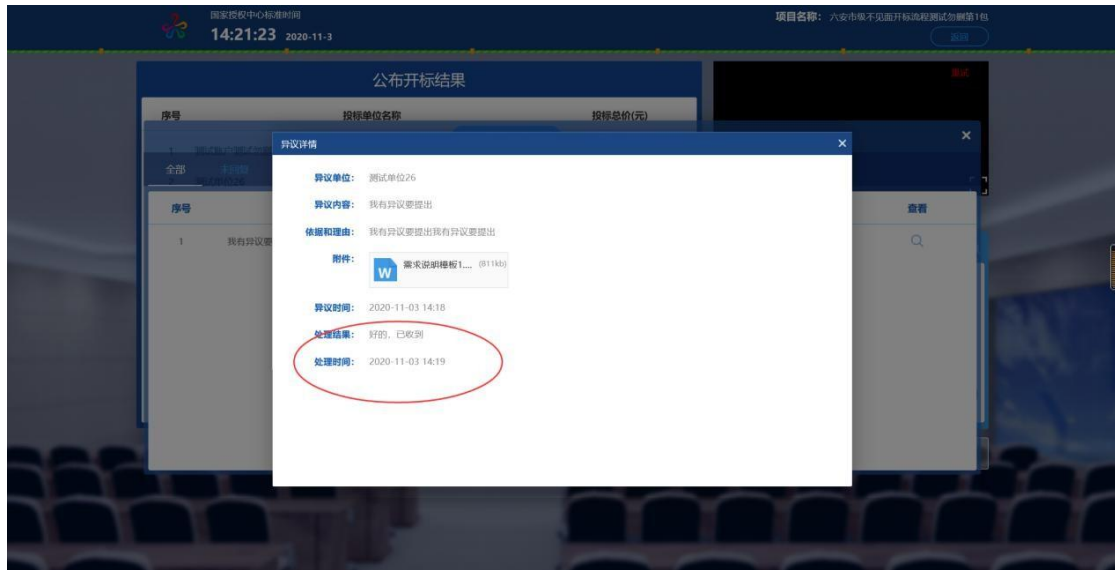 国家授权中心标准时间
14:21:23 2020-11-3
项目名称： 六安市级不见面开标流程测试勿删第1包
返回
公布开标结果
测试
序号 投标单位名称 投标总价(元)
异议详情
全部
序号 查看
1 我有异议要
异议单位： 测试单位26
异议内容： 我有异议要提出
依据和理由： 我有异议要提出我有异议要提出
附件： W 需求说明模板1.... (811kb)
异议时间： 2020-11-03 14:18
处理结果： 好的，已收到
处理时间： 2020-11-03 14:19